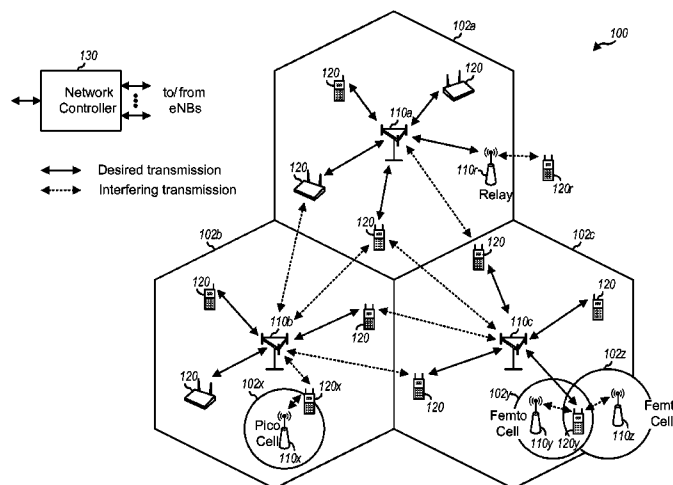 102a
100
130
Network
Controller
to/from
eNBs
120
120
110a
Desired transmission
Interfering transmission
120
110r
Relay
120r
102b
120
120
102c
120
120
110b
120
110c
120
102z
120
102x
120x
120
102y
Pico
Cell
110x
Femto
Cell
110y
120y
110z
Femt
Cell